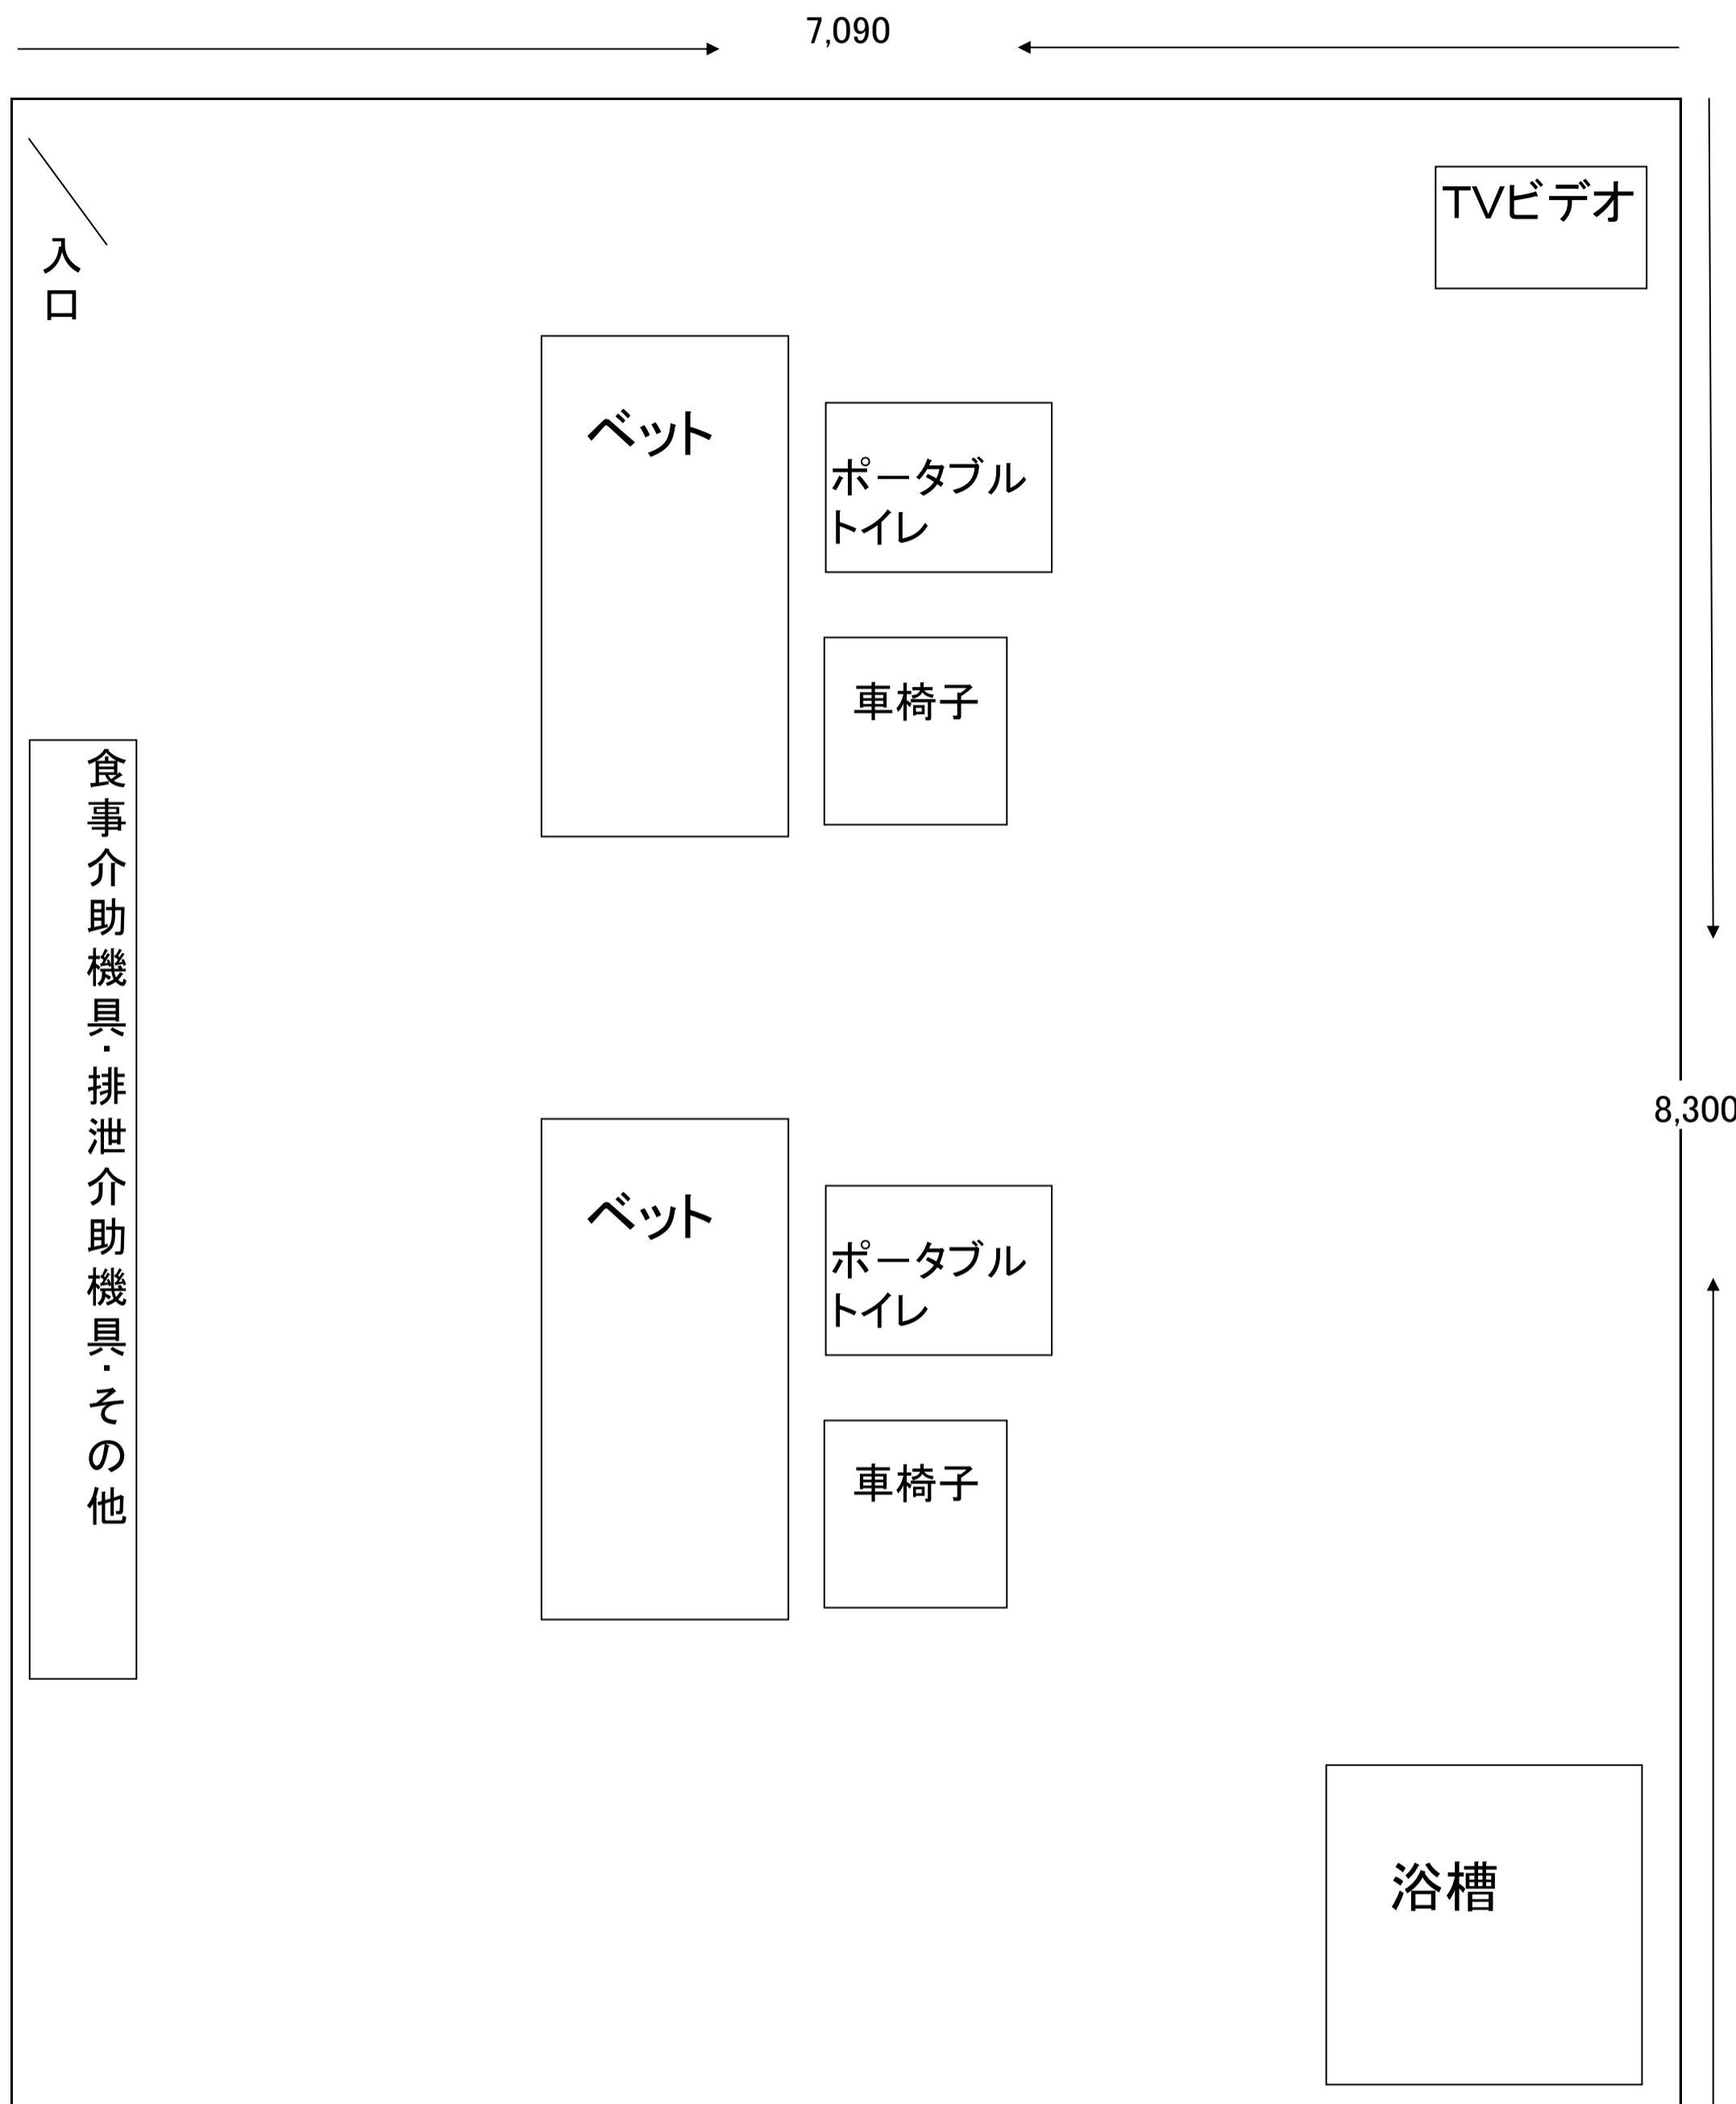 7,090
入口
TVビデオ
ベット
ポータブル
トイレ
車椅子
食事介助機具・排泄介助機具・その他
8,300
ベット
ポータブル
トイレ
車椅子
浴槽